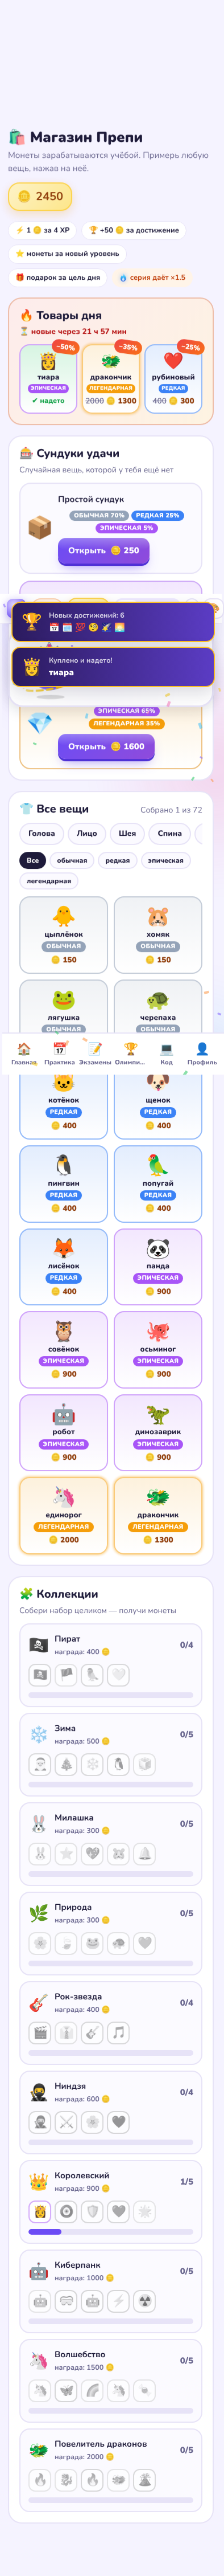 Магазин Препи
Монеты зарабатываются учёбой. Примерь любую
вещь, нажав на неё.
2450
1 за 4 XP
+50 за достижение
монеты за новый уровень
подарок за цель дня
серия даёт ×1.5
Товары дня
новые через 21 ч 57 мин
−50%
тиара
ЭПИЧЕСКАЯ
✔ надето
−35%
дракончик
ЛЕГЕНДАРНАЯ
2000 1300
−25%
рубиновый
РЕДКАЯ
400 300
Сундуки удачи
Случайная вещь, которой у тебя ещё нет
Простой сундук
ОБЫЧНАЯ 70%
РЕДКАЯ 25%
ЭПИЧЕСКАЯ 5%
Открыть 250
Новых достижений: 6
Куплено и надето!
тиара
ЭПИЧЕСКАЯ 65%
ЛЕГЕНДАРНАЯ 35%
Открыть 1600
Все вещи
Собрано 1 из 72
Голова
Лицо
Шея
Спина
Все
обычная
редкая
эпическая
легендарная
цыплёнок
ОБЫЧНАЯ
150
хомяк
ОБЫЧНАЯ
150
лягушка
ОБЫЧНАЯ
черепаха
ОБЫЧНАЯ
Главная
Практика
Экзамены
Олимпи...
Код
Профиль
котёнок
РЕДКАЯ
400
щенок
РЕДКАЯ
400
пингвин
РЕДКАЯ
400
попугай
РЕДКАЯ
400
лисёнок
РЕДКАЯ
400
панда
ЭПИЧЕСКАЯ
900
совёнок
ЭПИЧЕСКАЯ
900
осьминог
ЭПИЧЕСКАЯ
900
робот
ЭПИЧЕСКАЯ
900
динозаврик
ЭПИЧЕСКАЯ
900
единорог
ЛЕГЕНДАРНАЯ
2000
дракончик
ЛЕГЕНДАРНАЯ
1300
Коллекции
Собери набор целиком — получи монеты
Пират
награда: 400
0/4
Зима
награда: 500
0/5
Милашка
награда: 300
0/5
Природа
награда: 300
0/5
Рок-звезда
награда: 400
0/4
Ниндзя
награда: 600
0/4
Королевский
награда: 900
1/5
Киберпанк
награда: 1000
0/5
Волшебство
награда: 1500
0/5
Повелитель драконов
награда: 2000
0/5